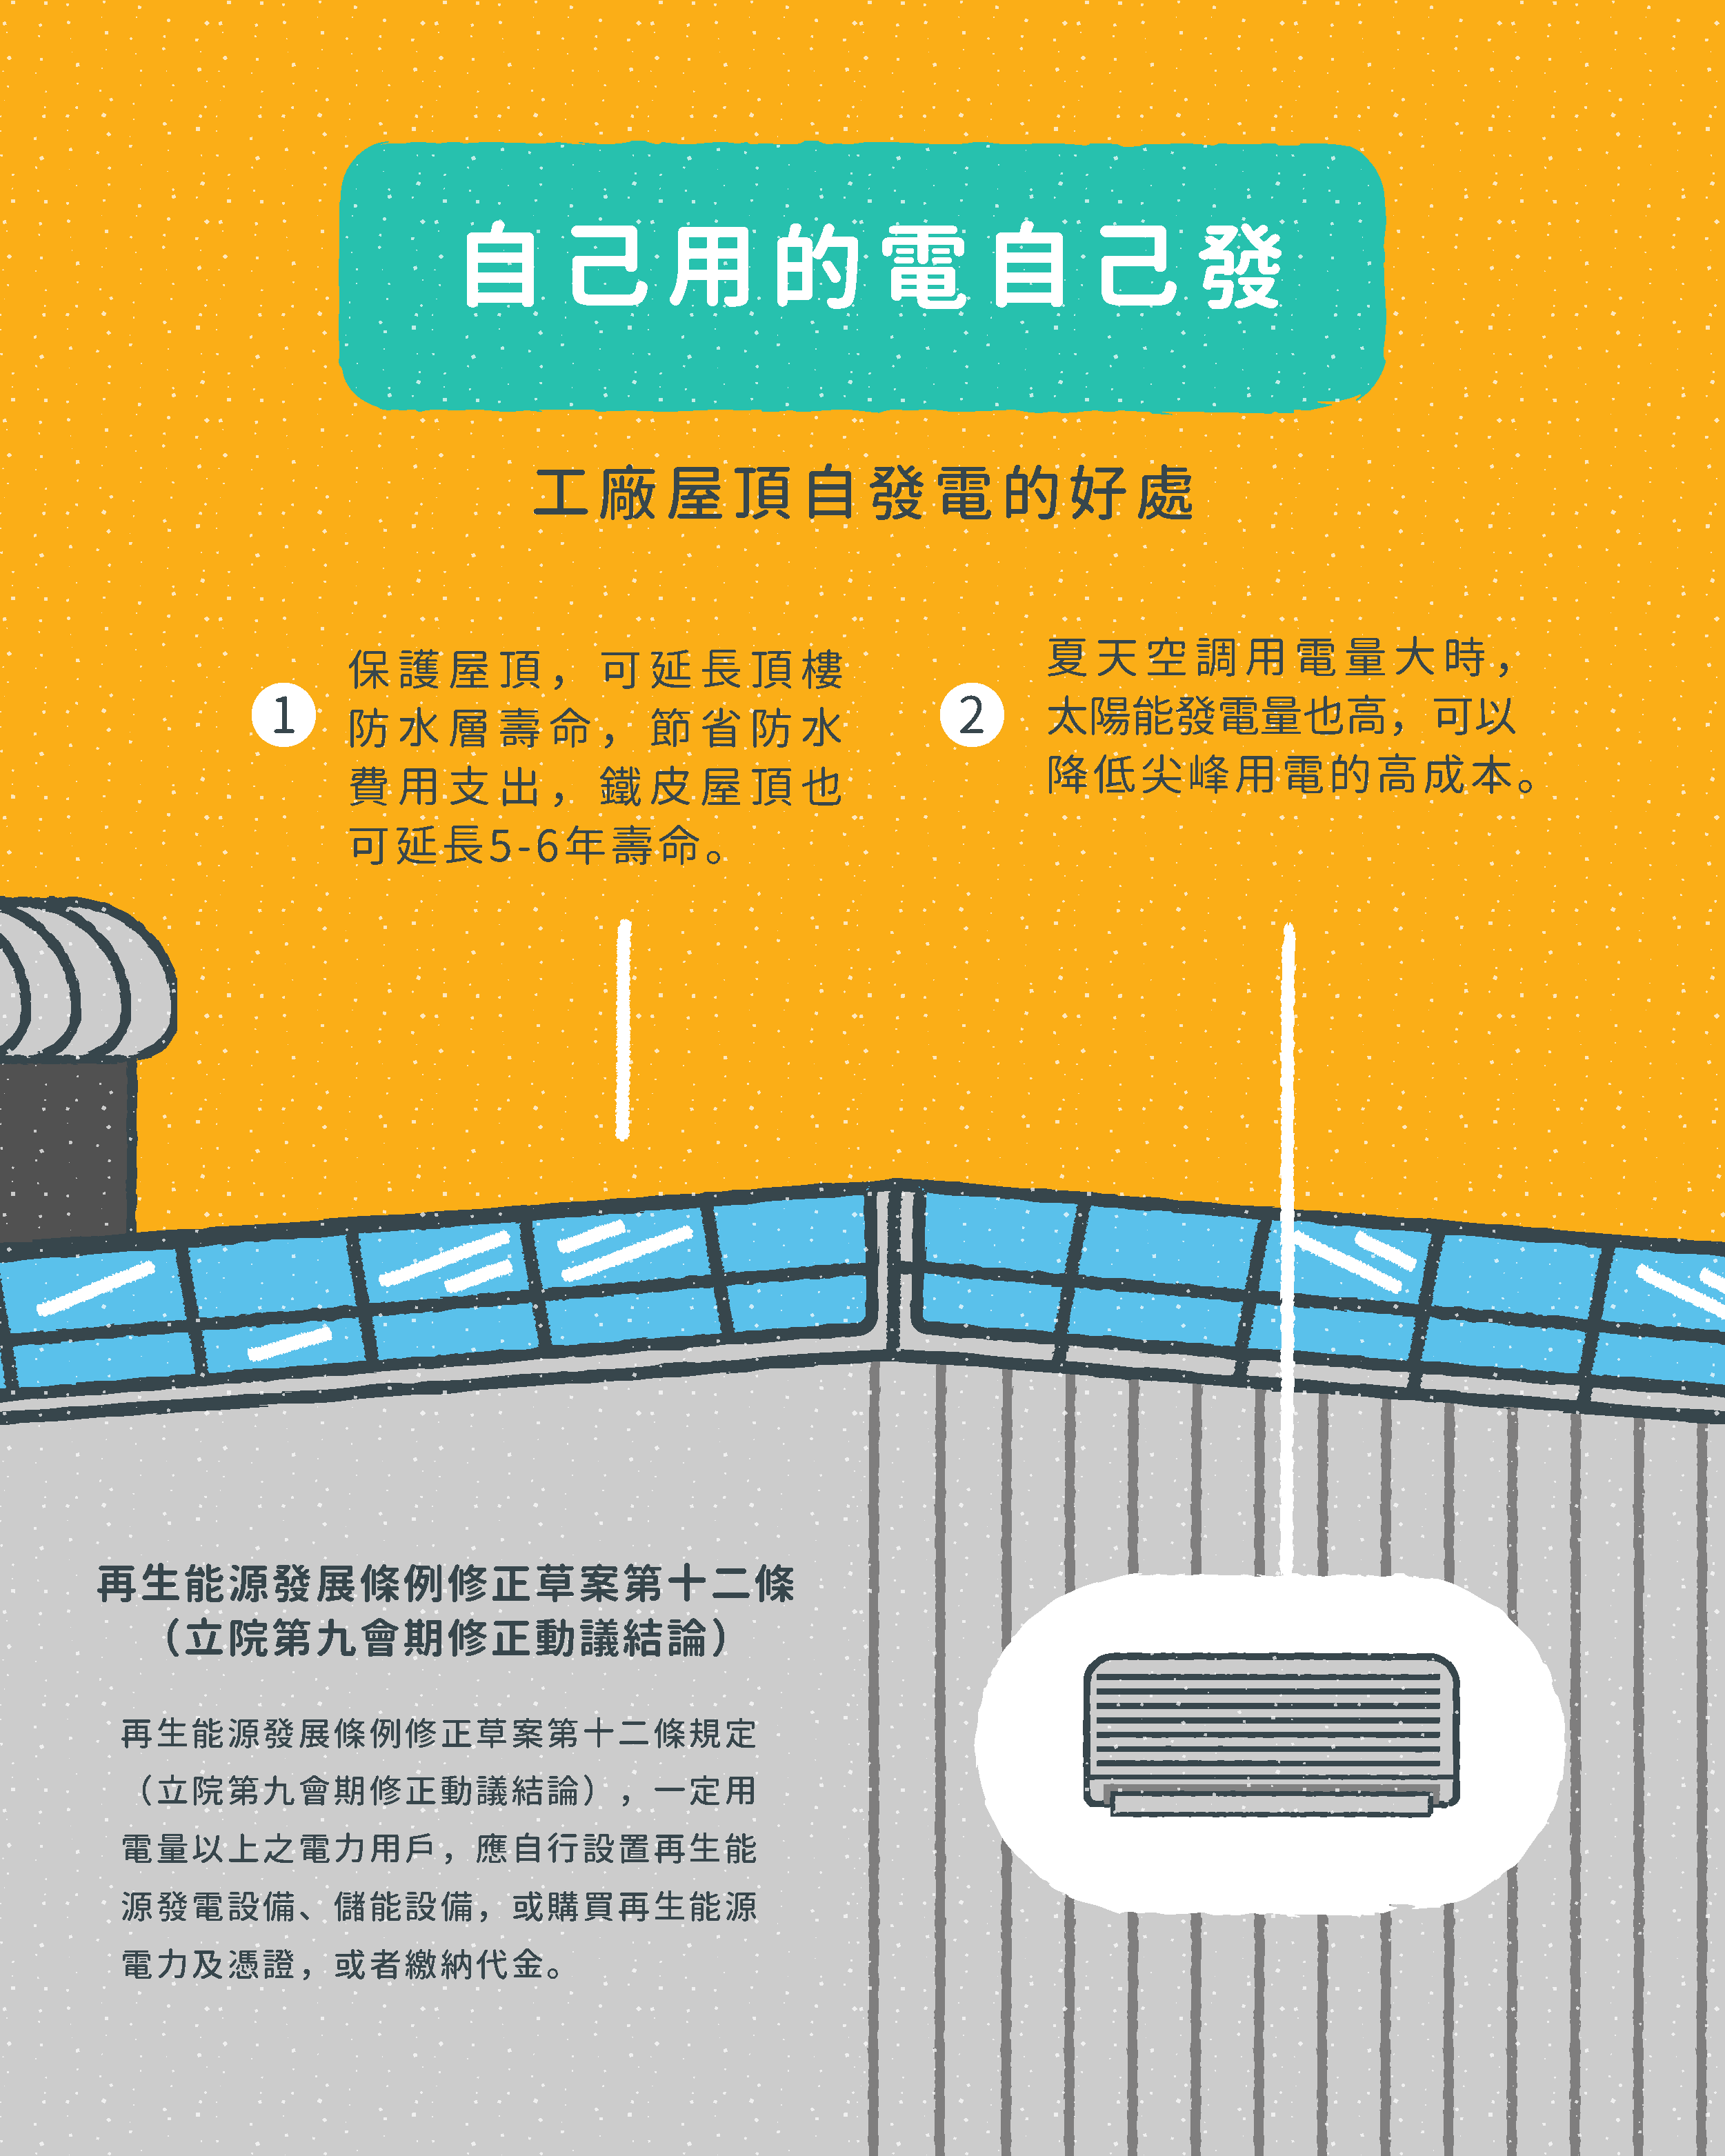 自己用的電自己發
工廠屋頂自發電的好處
1
保護屋頂，可延長頂樓
防水層壽命，節省防水
費用支出，鐵皮屋頂也
可延長5-6年壽命。
2
夏天空調用電量大時，
太陽能發電量也高，可以
降低尖峰用電的高成本。
再生能源發展條例修正草案第十二條
（立院第九會期修正動議結論）
再生能源發展條例修正草案第十二條規定
（立院第九會期修正動議結論），一定用
電量以上之電力用戶，應自行設置再生能
源發電設備、儲能設備，或購買再生能源
電力及憑證，或者繳納代金。